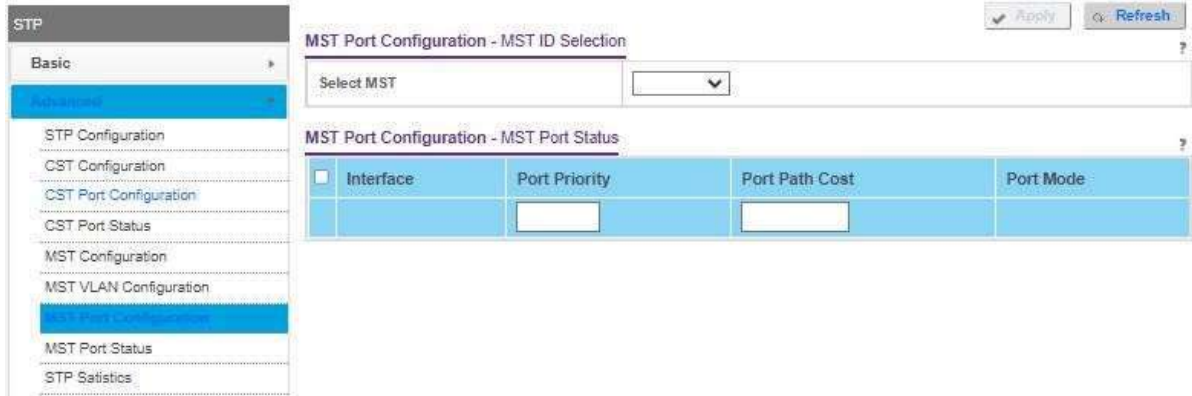 STP
Basic
Advanced
STP Configuration
CST Configuration
CST Port Configuration
CST Port Status
MST Configuration
MST VLAN Configuration
MST Port Configuration
MST Port Status
STP Satistics
Apply
Refresh
MST Port Configuration - MST ID Selection
?
Select MST
MST Port Configuration - MST Port Status
?
Interface Port Priority Port Path Cost Port Mode